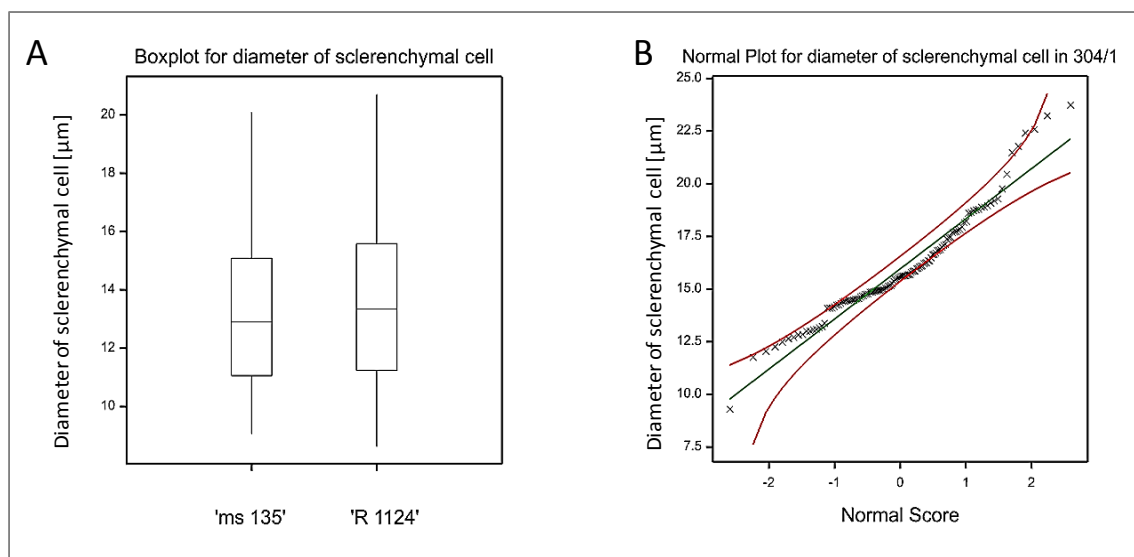 A
Boxplot for diameter of sclerenchymal cell
Diameter of sclerenchymal cell [µm]
20
18
16
14
12
10
'ms 135'
'R 1124'
B
Normal Plot for diameter of sclerenchymal cell in 304/1
Diameter of sclerenchymal cell [µm]
25.0
22.5
20.0
17.5
15.0
12.5
10.0
7.5
-2
-1
0
1
2
Normal Score